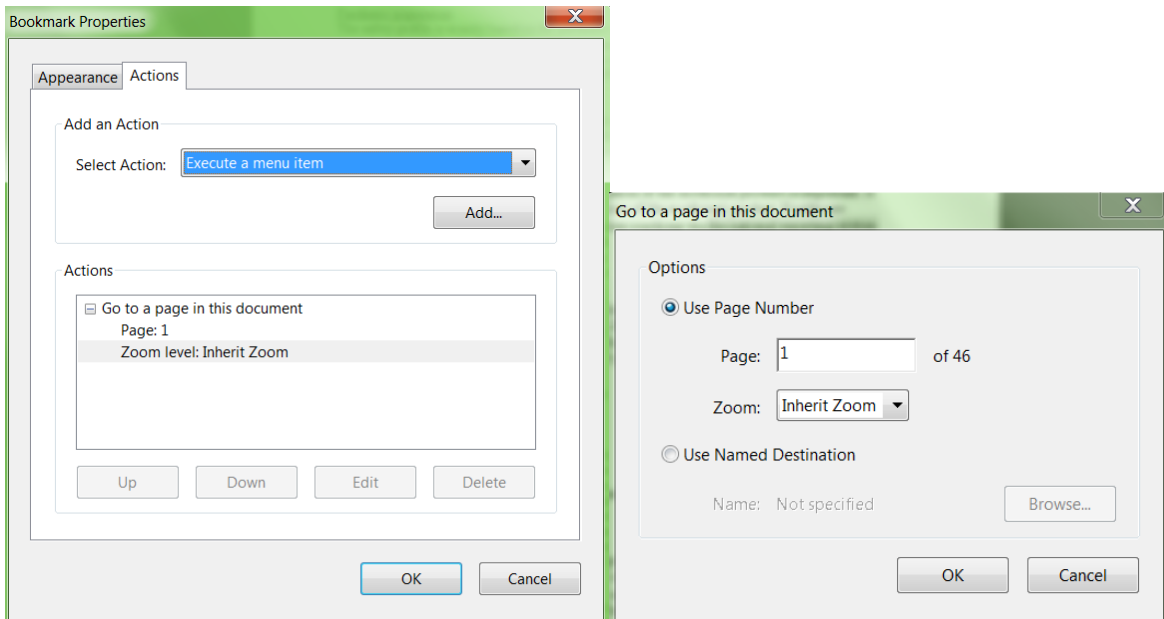 Bookmark Properties
Appearance
Actions
Add an Action
Select Action: Execute a menu item
Add...
Actions
Go to a page in this document
Page: 1
Zoom level: Inherit Zoom
Up Down Edit Delete
OK Cancel
Go to a page in this document
Options
Use Page Number
Page: 1 of 46
Zoom: Inherit Zoom
Use Named Destination
Name: Not specified Browse...
OK Cancel